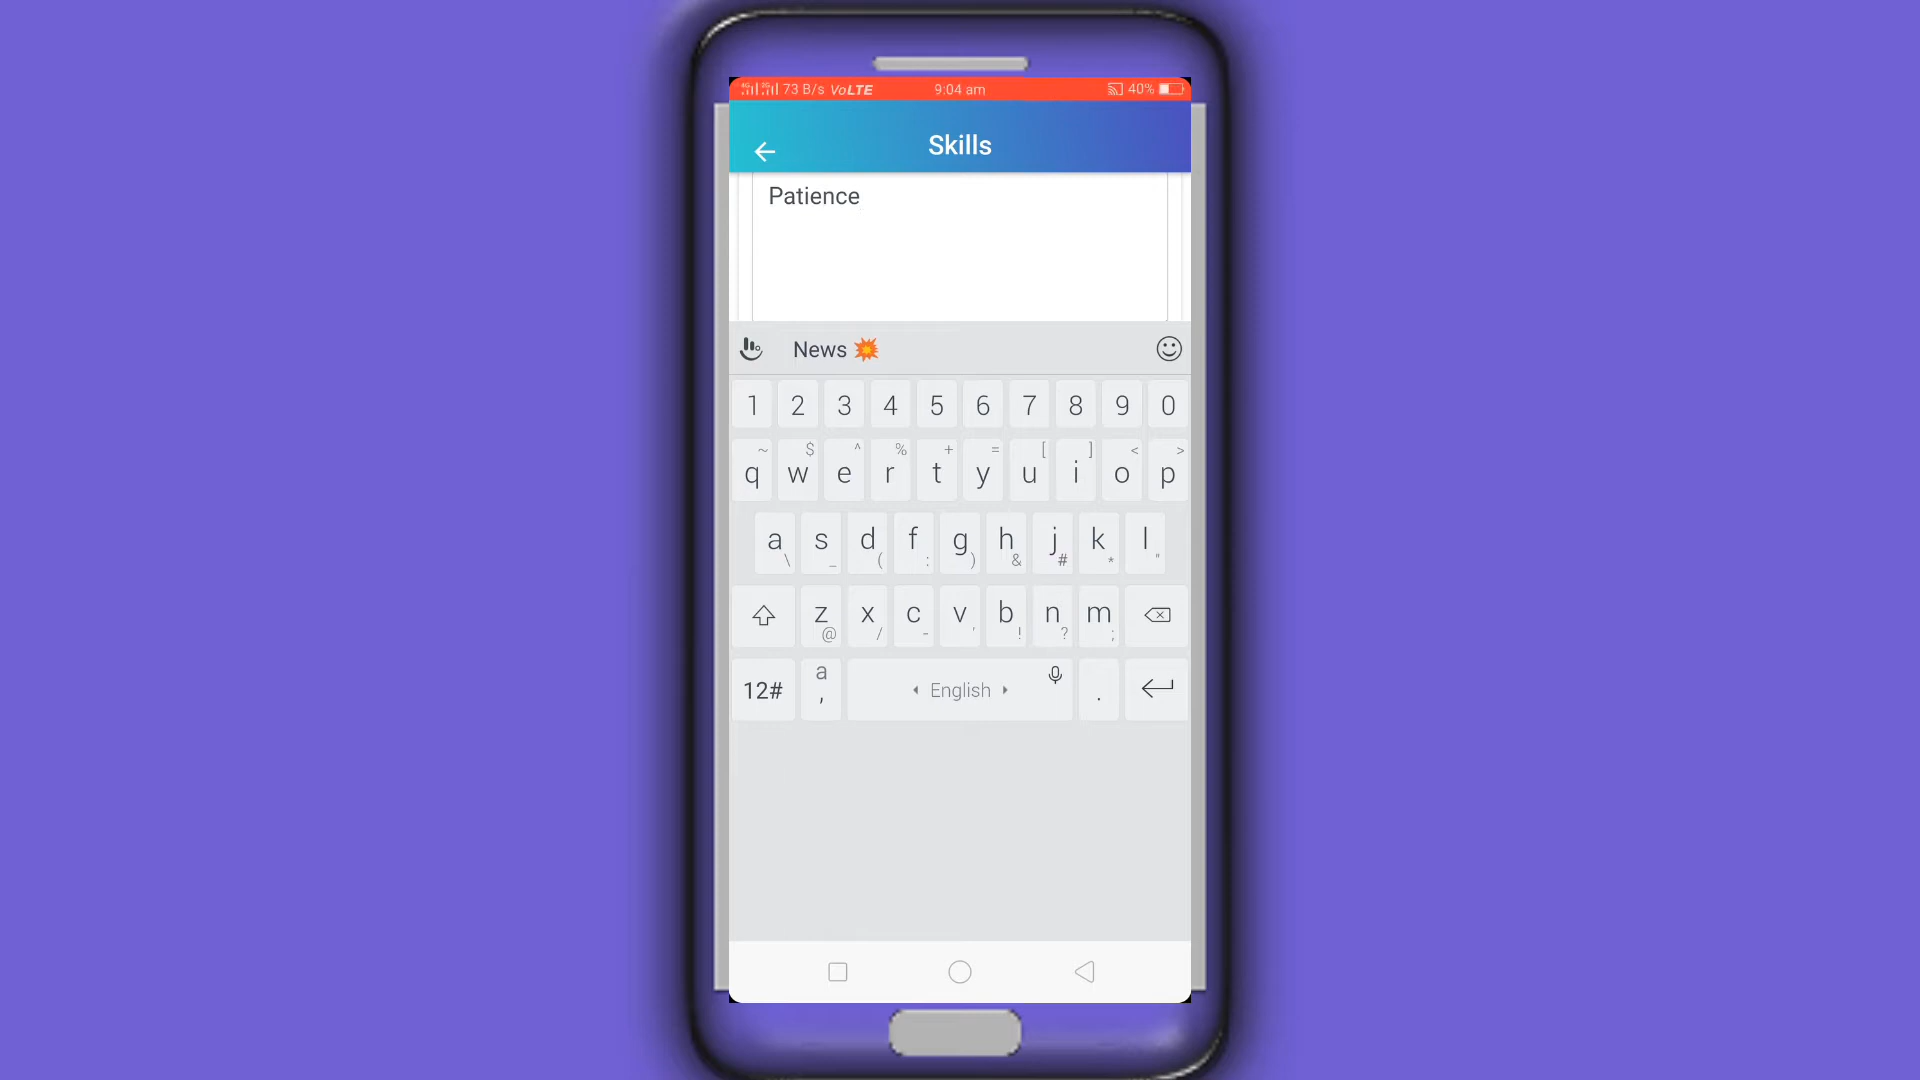 73 B/s VoLTE 9:04 am 40%
Skills
Patience
News 💥
1 2 3 4 5 6 7 8 9 0
~ $ ^ % + = [ ] < >
q w e r t y u i o p
a s d f g h j k l
\ _ ( : ) & # * "
z x c v b n m
@ / - ' ! ? ;
12# a , English .